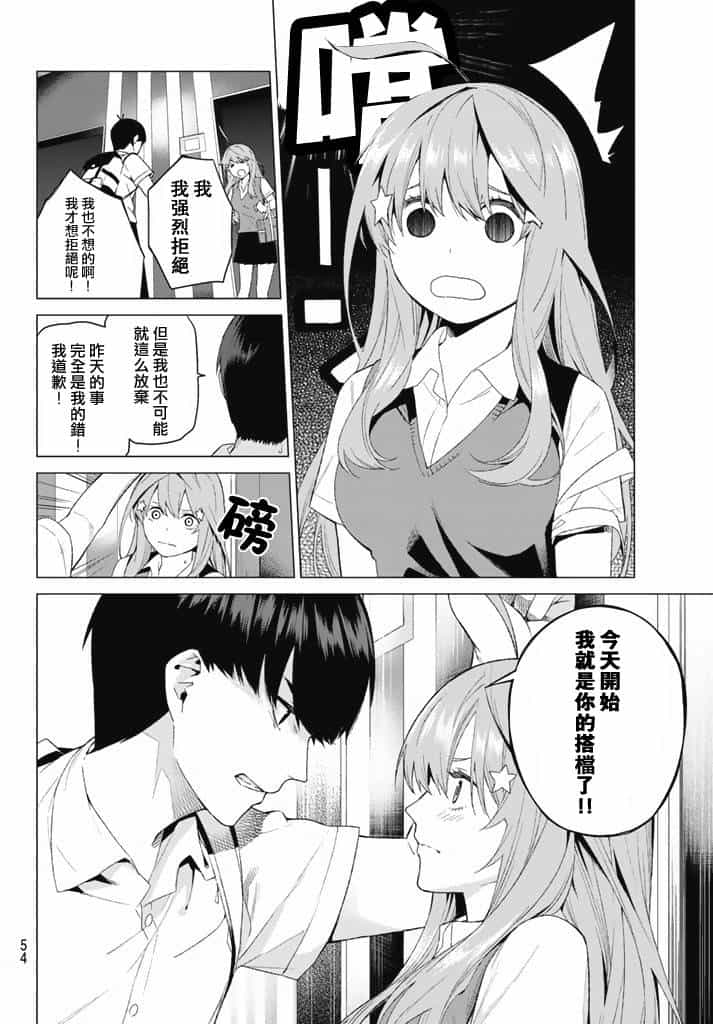 噹——
我
我强烈拒絕
我也不想的啊！
我才想拒絕呢！
但是我也不可能
就這么放棄
昨天的事
完全是我的錯！
我道歉！
磅
今天開始
我就是你的搭檔了!!
54